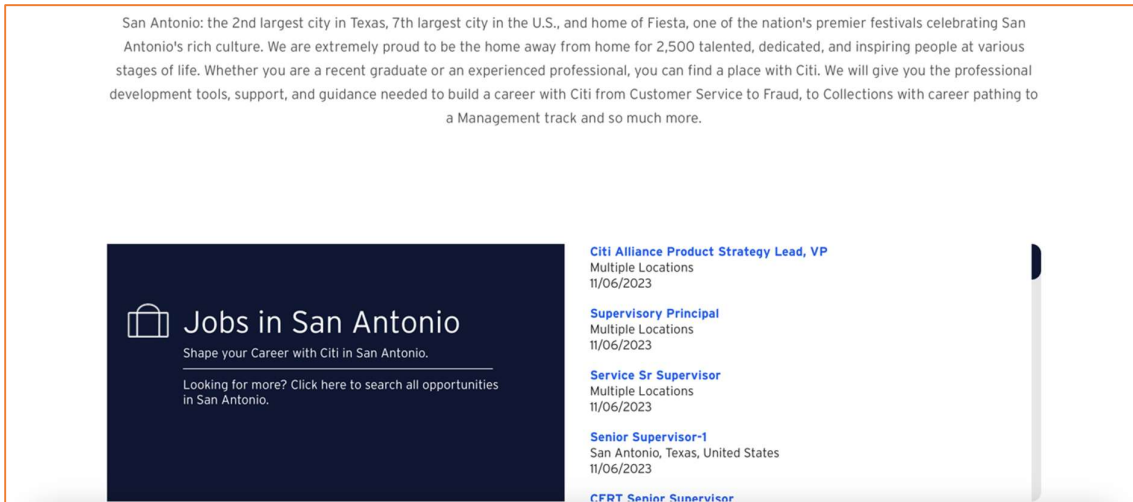 San Antonio: the 2nd largest city in Texas, 7th largest city in the U.S., and home of Fiesta, one of the nation's premier festivals celebrating San
Antonio's rich culture. We are extremely proud to be the home away from home for 2,500 talented, dedicated, and inspiring people at various
stages of life. Whether you are a recent graduate or an experienced professional, you can find a place with Citi. We will give you the professional
development tools, support, and guidance needed to build a career with Citi from Customer Service to Fraud, to Collections with career pathing to
a Management track and so much more.
Jobs in San Antonio
Shape your Career with Citi in San Antonio.
Looking for more? Click here to search all opportunities
in San Antonio.
Citi Alliance Product Strategy Lead, VP
Multiple Locations
11/06/2023
Supervisory Principal
Multiple Locations
11/06/2023
Service Sr Supervisor
Multiple Locations
11/06/2023
Senior Supervisor-1
San Antonio, Texas, United States
11/06/2023
CERT Senior Supervisor